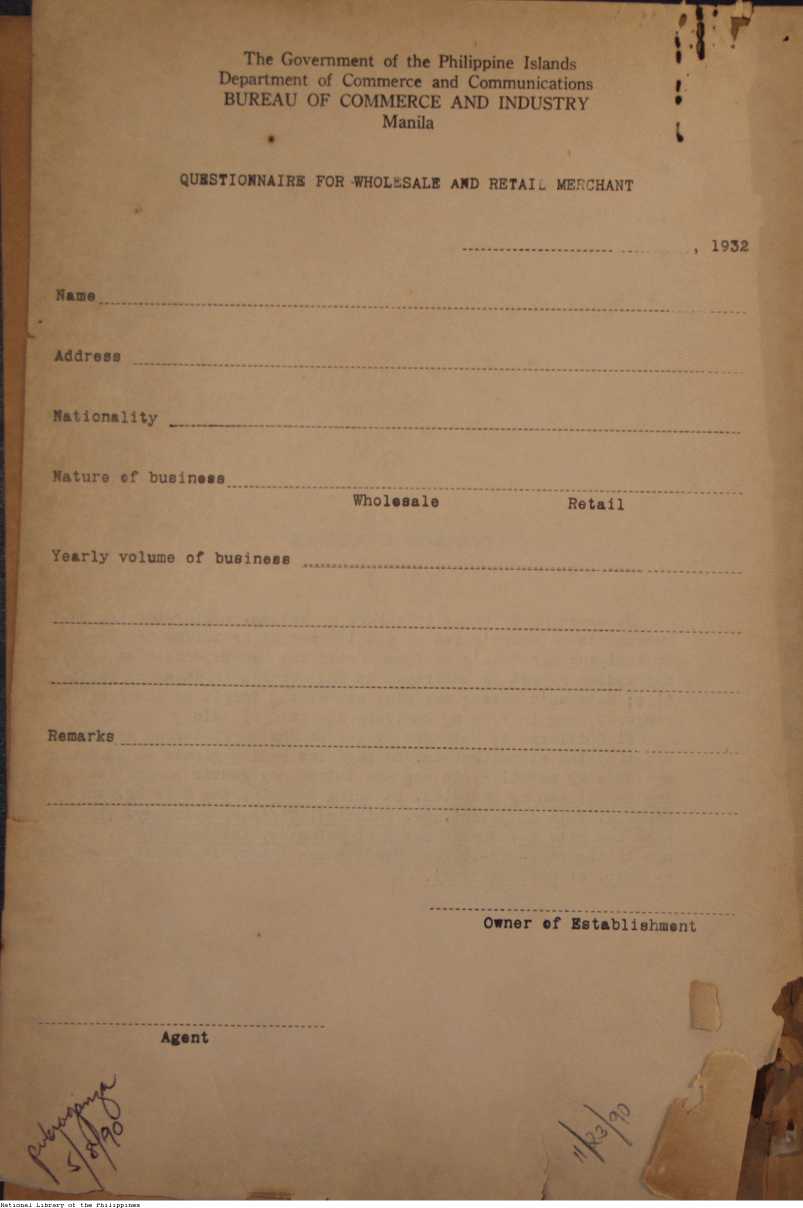 The Government of the Philippine Islands
Department of Commerce and Communications
BUREAU OF COMMERCE AND INDUSTRY
Manila
QUESTIONNAIRE FOR WHOLESALE AND RETAIL MERCHANT
, 1932
Name
Address
Nationality
Nature of business
Wholesale Retail
Yearly volume of business
Remarks
Owner of Establishment
Agent
5/8/90
11/23/90
National Library of the Philippines